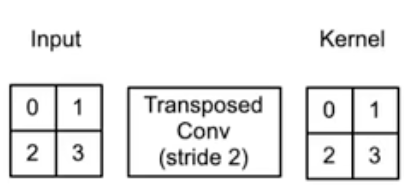 Input Kernel
0 1
2 3
Transposed
Conv
(stride 2)
0 1
2 3